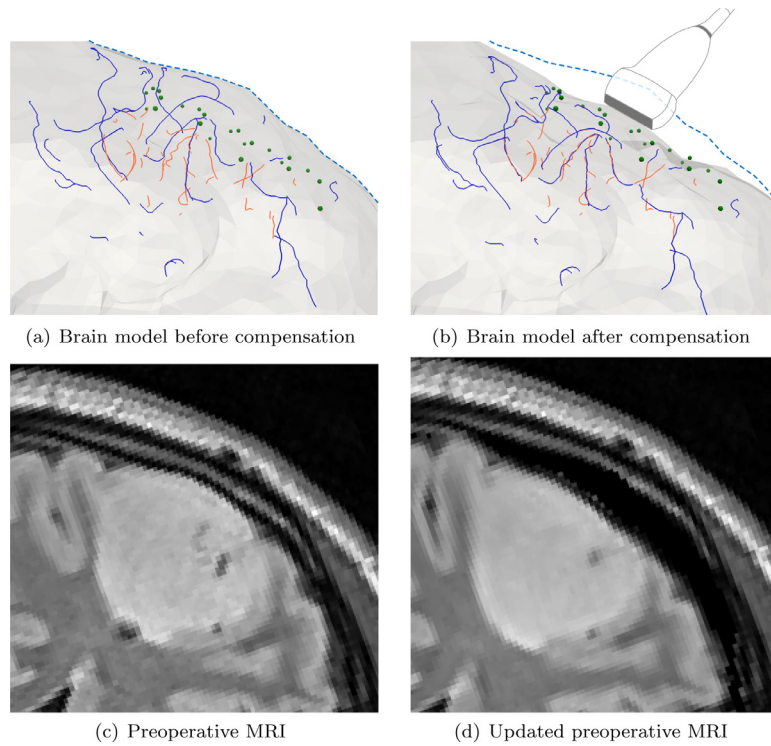 (a) Brain model before compensation
(b) Brain model after compensation
(c) Preoperative MRI
(d) Updated preoperative MRI